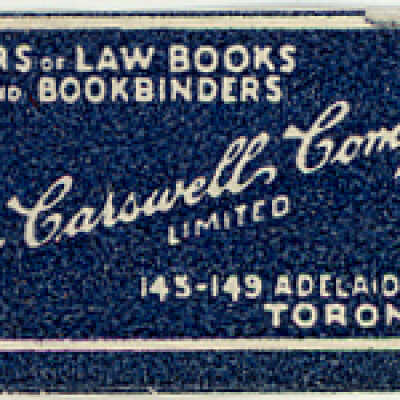 RS OF LAW BOOKS
ND BOOKBINDERS
Carswell Com
LIMITED
145-149 ADELAID
TORON